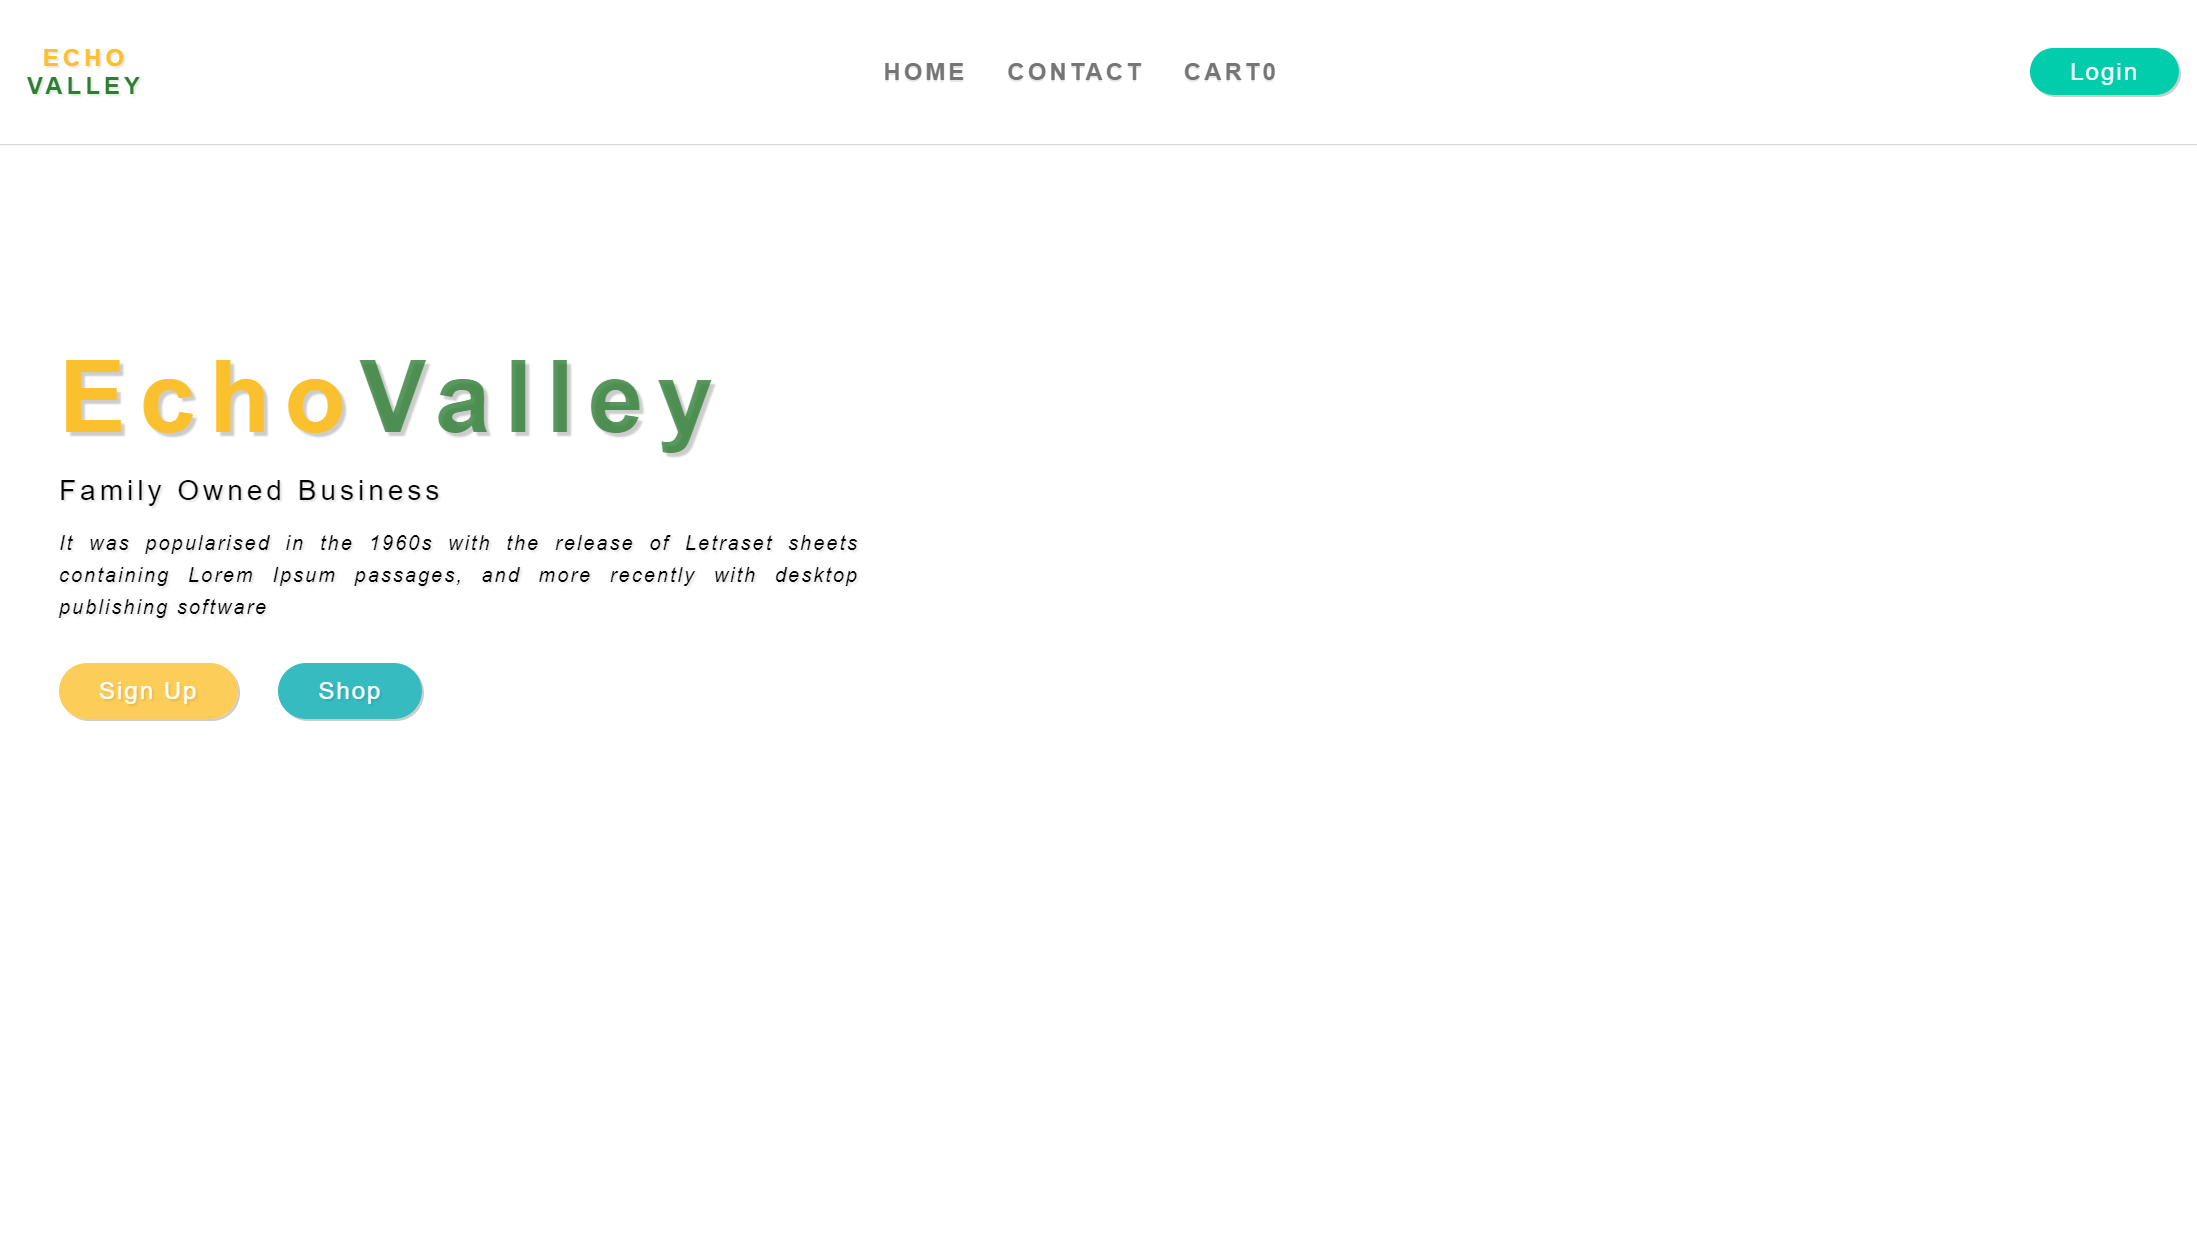 ECHO
VALLEY
HOME CONTACT CART0
Login
EchoValley
Family Owned Business
It was popularised in the 1960s with the release of Letraset sheets
containing Lorem Ipsum passages, and more recently with desktop
publishing software
Sign Up
Shop